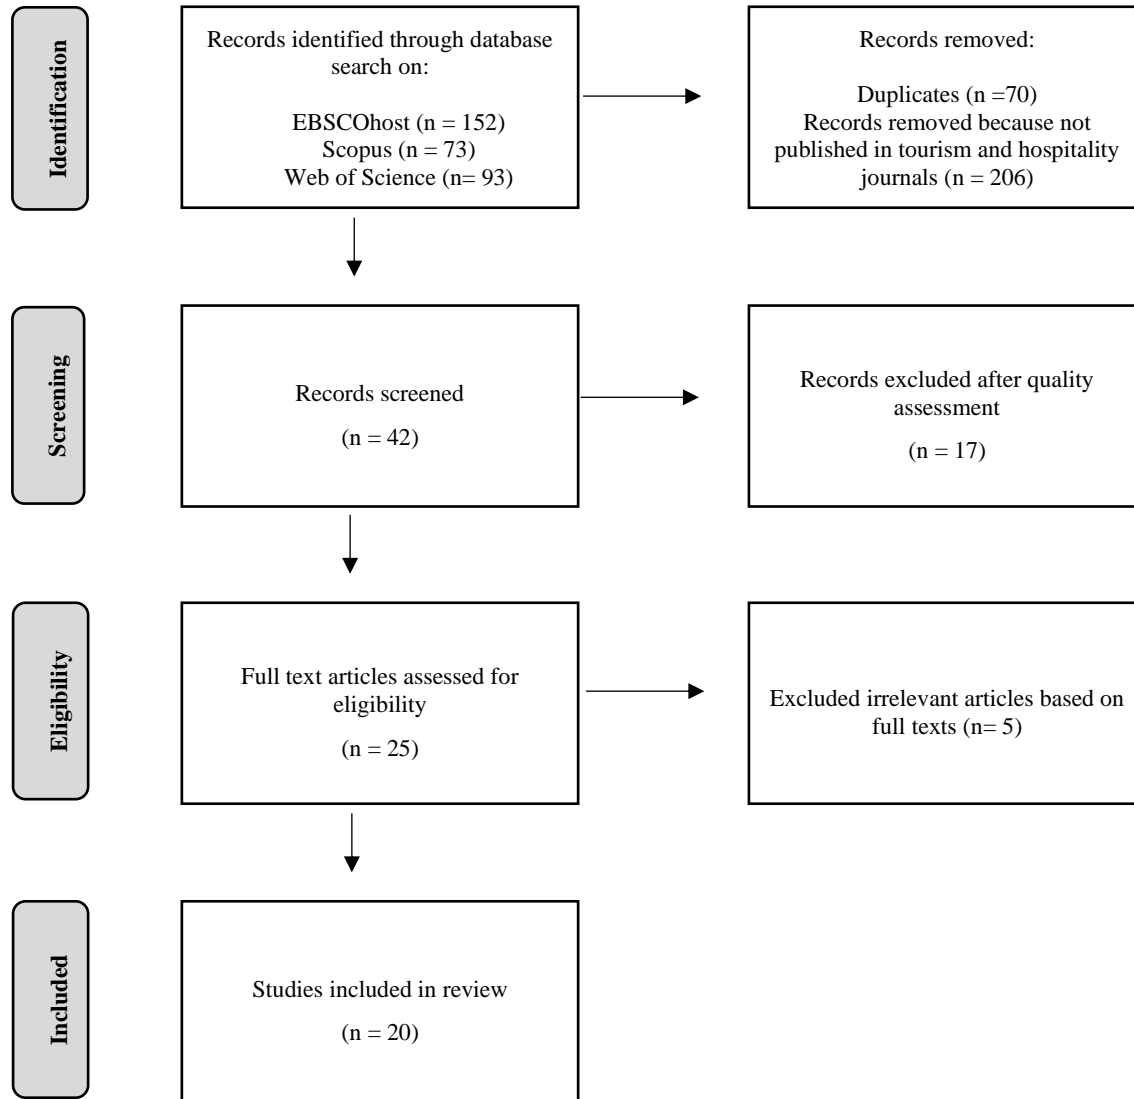 Identification
Records identified through database
search on:
EBSCOhost (n = 152)
Scopus (n = 73)
Web of Science (n= 93)
Records removed:
Duplicates (n =70)
Records removed because not
published in tourism and hospitality
journals (n = 206)
Screening
Records screened
(n = 42)
Records excluded after quality
assessment
(n = 17)
Eligibility
Full text articles assessed for
eligibility
(n = 25)
Excluded irrelevant articles based on
full texts (n= 5)
Included
Studies included in review
(n = 20)